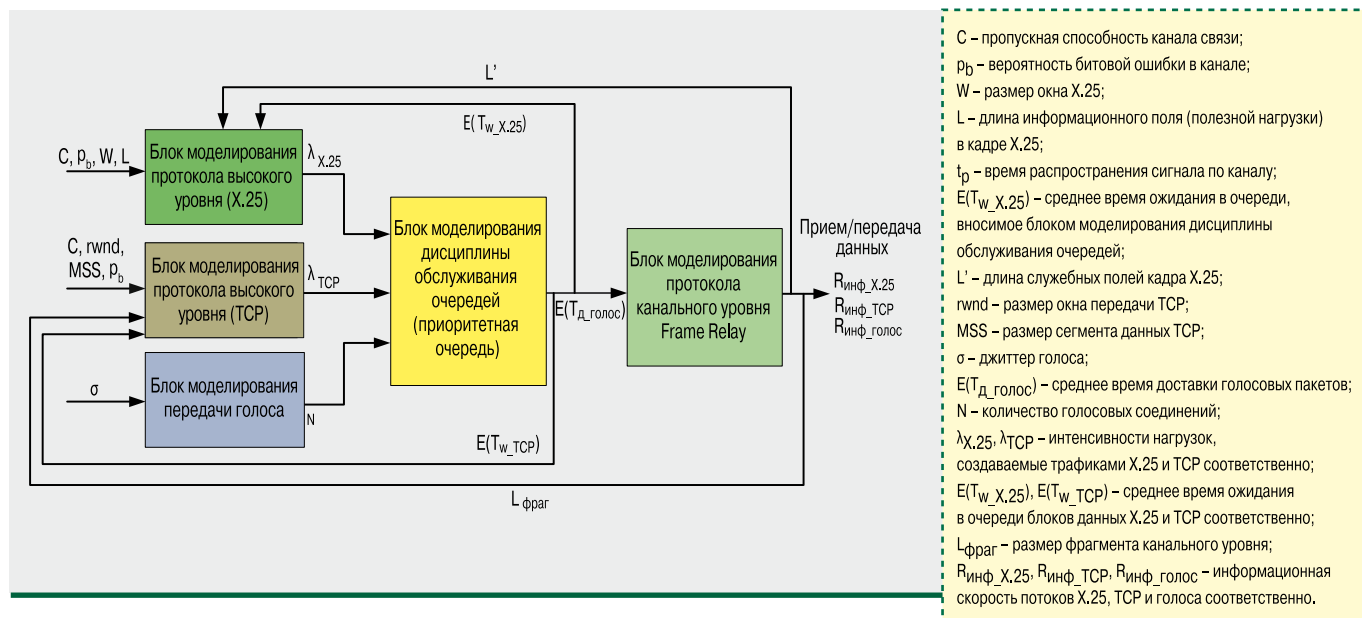 L’
E(Tw_X.25)
C, pb, W, L
Блок моделирования
протокола высокого
уровня (X.25)
λX.25
C, rwnd,
MSS, pb
Блок моделирования
протокола высокого
уровня (TCP)
λTCP
σ
Блок моделирования
передачи голоса
N
Блок моделирования
дисциплины
обслуживания
очередей
(приоритетная
очередь)
E(Tд_голос)
Блок моделирования
протокола
канального уровня
Frame Relay
Прием/передача
данных
Rинф_X.25
Rинф_TCP
Rинф_голос
E(Tw_TCP)
Lфраг
C – пропускная способность канала связи;
pb – вероятность битовой ошибки в канале;
W – размер окна X.25;
L – длина информационного поля (полезной нагрузки)
в кадре X.25;
tp – время распространения сигнала по каналу;
E(Tw_X.25) – среднее время ожидания в очереди,
вносимое блоком моделирования дисциплины
обслуживания очередей;
L’ – длина служебных полей кадра X.25;
rwnd – размер окна передачи TCP;
MSS – размер сегмента данных TCP;
σ – джиттер голоса;
E(Tд_голос) – среднее время доставки голосовых пакетов;
N – количество голосовых соединений;
λX.25, λTCP – интенсивности нагрузок,
создаваемые трафиками X.25 и TCP соответственно;
E(Tw_X.25), E(Tw_TCP) – среднее время ожидания
в очереди блоков данных X.25 и TCP соответственно;
Lфраг – размер фрагмента канального уровня;
Rинф_X.25, Rинф_TCP, Rинф_голос – информационная
скорость потоков X.25, TCP и голоса соответственно.